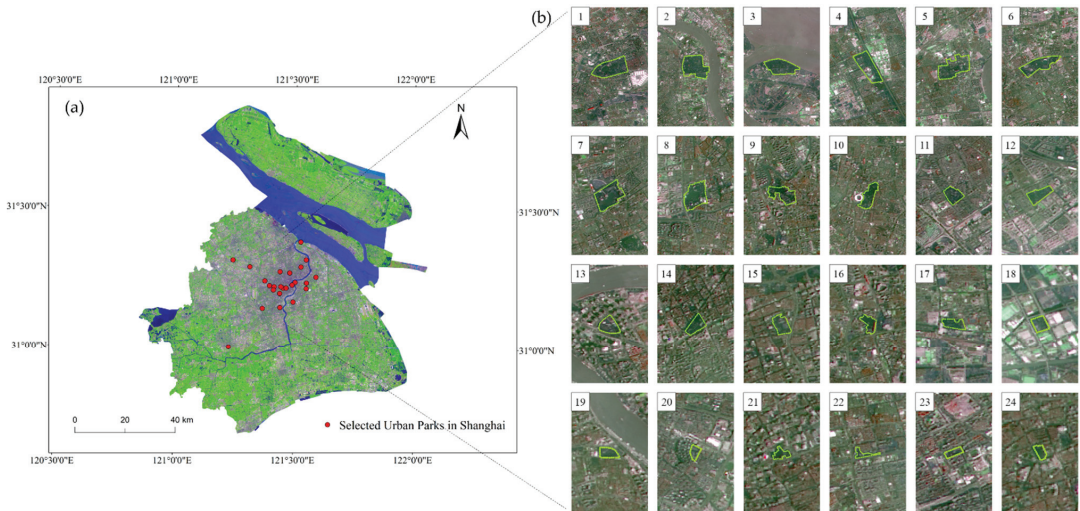 (b)
1 2 3 4 5 6
120°30'0"E 121°0'0"E 121°30'0"E 122°0'0"E
(a)
N
7 8 9 10 11 12
31°30'0"N 31°30'0"N
13 14 15 16 17 18
31°0'0"N 31°0'0"N
19 20 21 22 23 24
0 20 40 km
Selected Urban Parks in Shanghai
120°30'0"E 121°0'0"E 121°30'0"E 122°0'0"E